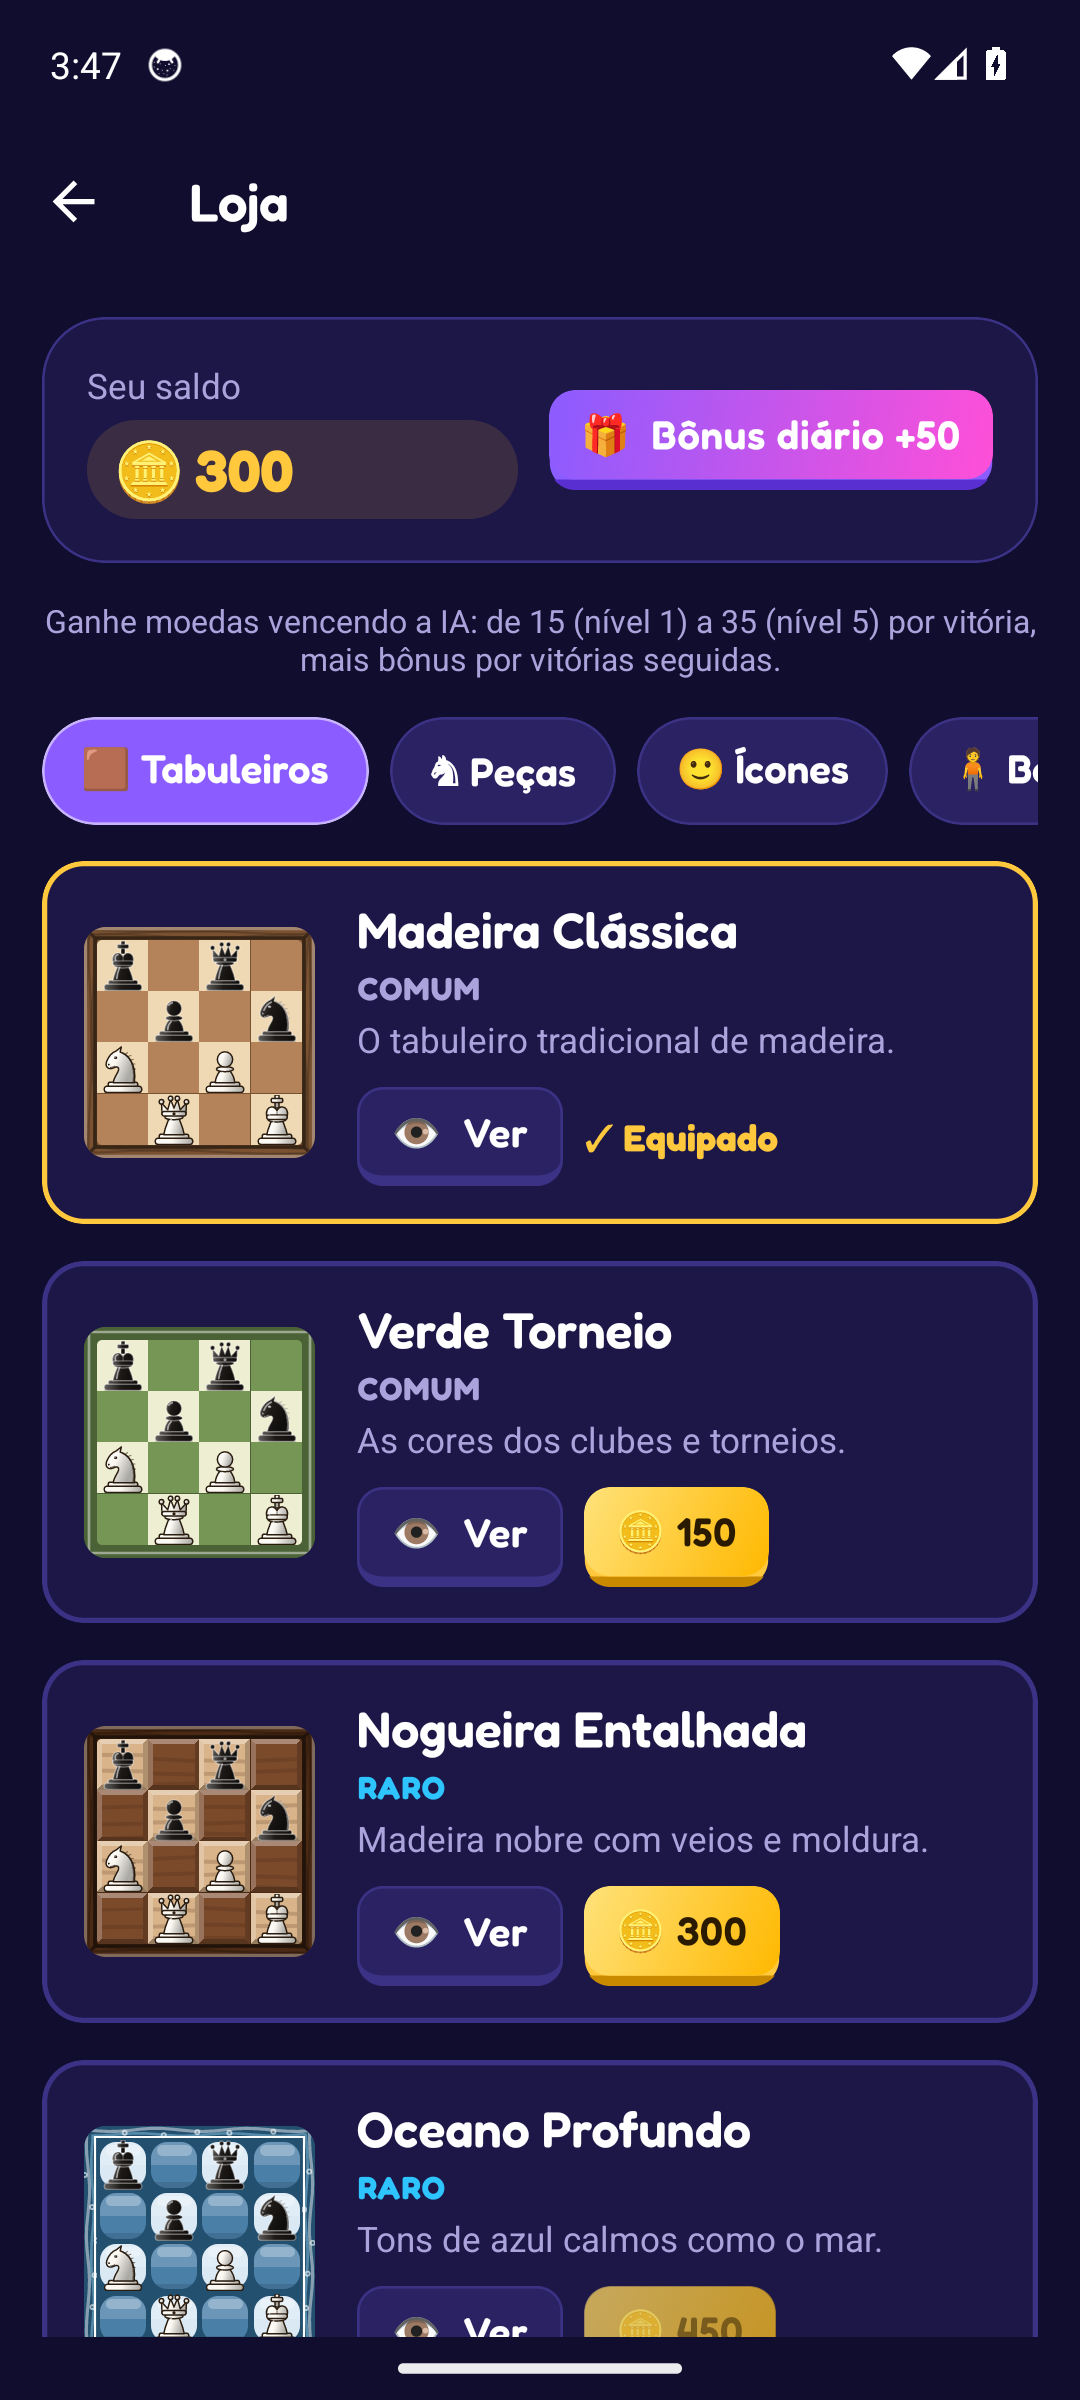 3:47
Loja
Seu saldo
300
Bônus diário +50
Ganhe moedas vencendo a IA: de 15 (nível 1) a 35 (nível 5) por vitória,
mais bônus por vitórias seguidas.
Tabuleiros
Peças
Ícones
Madeira Clássica
COMUM
O tabuleiro tradicional de madeira.
Ver
✓ Equipado
Verde Torneio
COMUM
As cores dos clubes e torneios.
Ver
150
Nogueira Entalhada
RARO
Madeira nobre com veios e moldura.
Ver
300
Oceano Profundo
RARO
Tons de azul calmos como o mar.
Ver
450